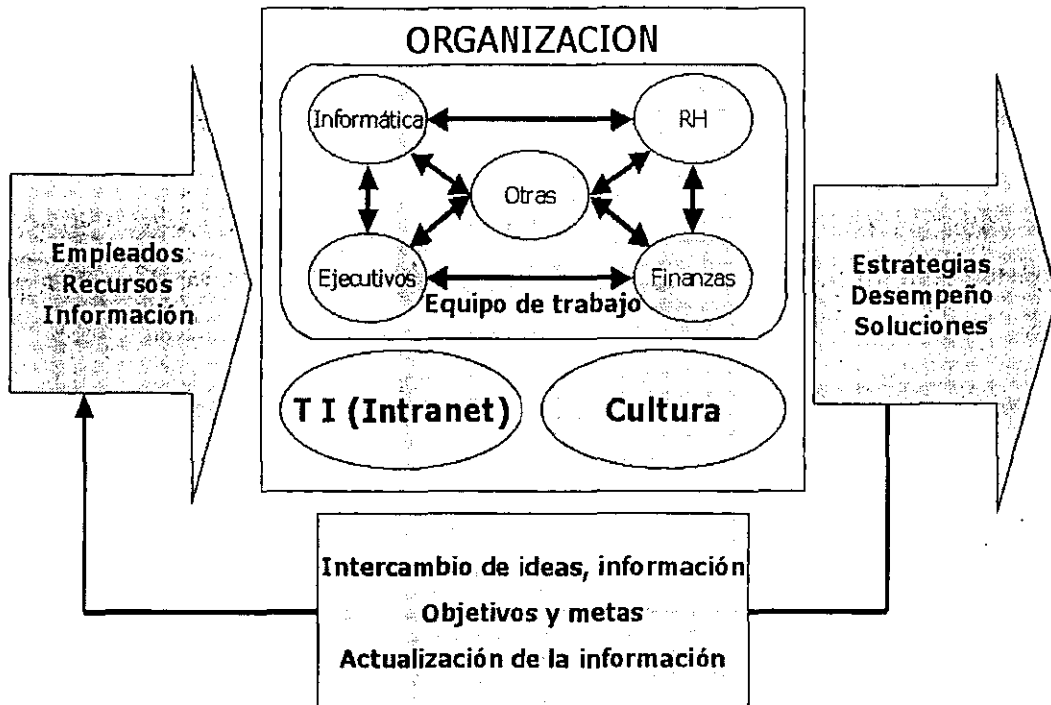 ORGANIZACION
Informática
RH
Otras
Ejecutivos
Finanzas
Equipo de trabajo
Empleados
Recursos
Información
T I (Intranet)
Cultura
Estrategias
Desempeño
Soluciones
Intercambio de ideas, información
Objetivos y metas
Actualización de la información